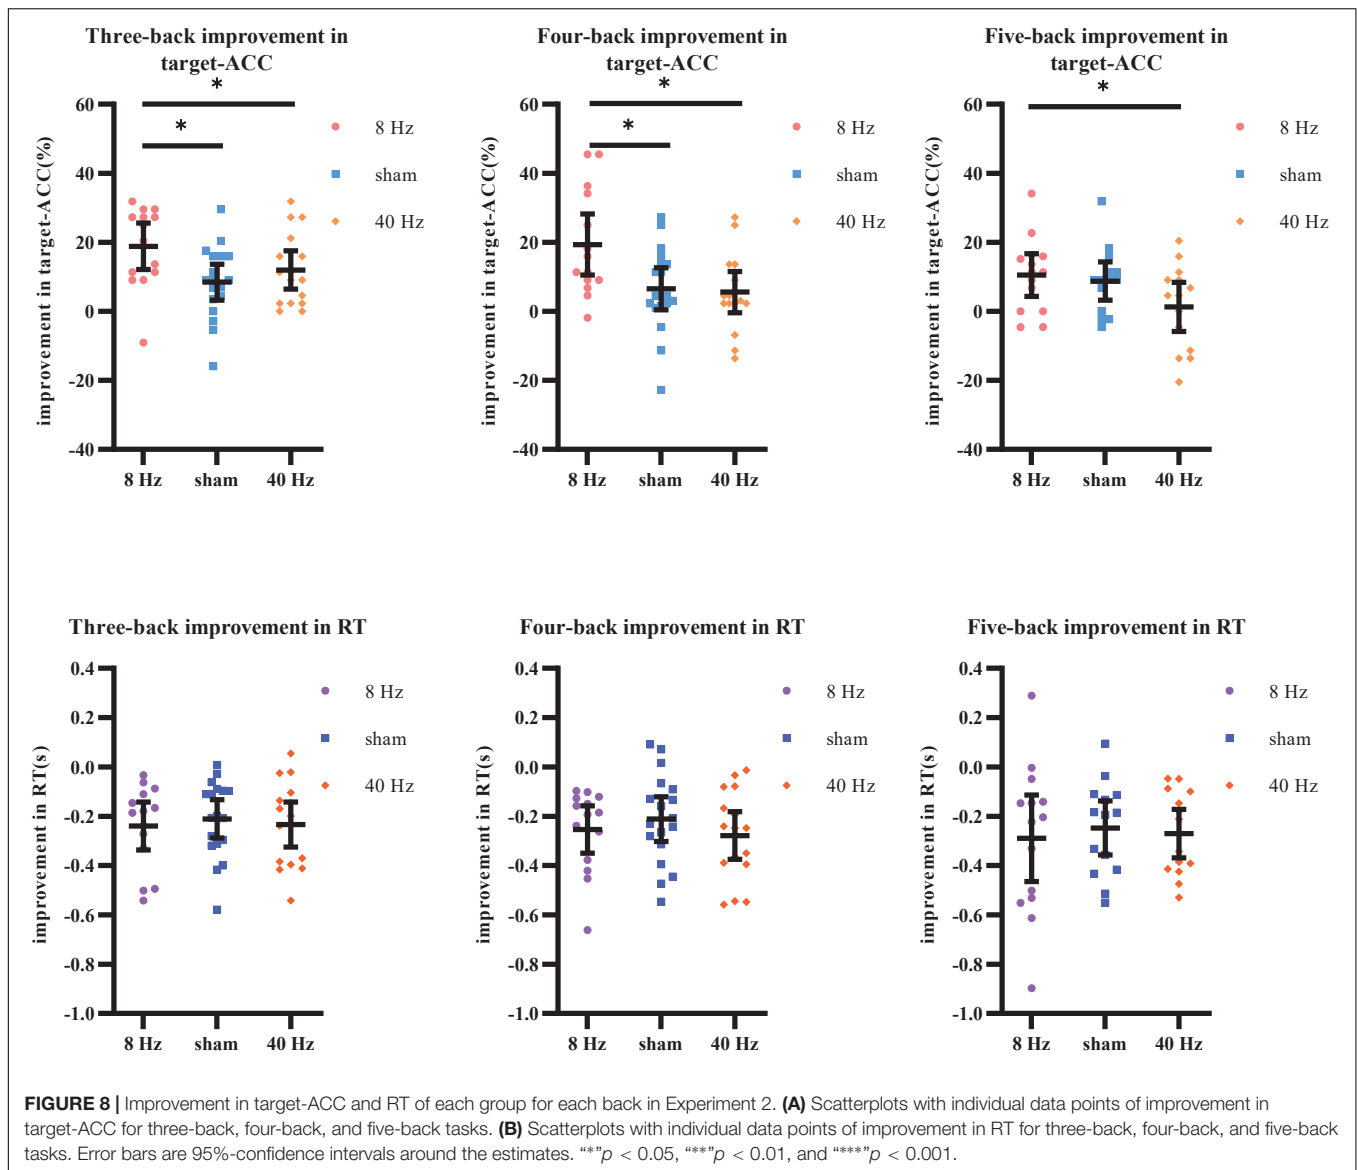 Three-back improvement in
target-ACC
*
*
60
40
20
0
-20
-40
improvement in target-ACC(%)
8 Hz
sham
40 Hz
8 Hz
sham
40 Hz
Four-back improvement in
target-ACC
*
*
60
40
20
0
-20
-40
improvement in target-ACC(%)
8 Hz
sham
40 Hz
8 Hz
sham
40 Hz
Five-back improvement in
target-ACC
*
60
40
20
0
-20
-40
improvement in target-ACC(%)
8 Hz
sham
40 Hz
8 Hz
sham
40 Hz
Three-back improvement in RT
0.4
0.2
0.0
-0.2
-0.4
-0.6
-0.8
-1.0
improvement in RT(s)
8 Hz
sham
40 Hz
8 Hz
sham
40 Hz
Four-back improvement in RT
0.4
0.2
0.0
-0.2
-0.4
-0.6
-0.8
-1.0
improvement in RT(s)
8 Hz
sham
40 Hz
8 Hz
sham
40 Hz
Five-back improvement in RT
0.4
0.2
0.0
-0.2
-0.4
-0.6
-0.8
-1.0
improvement in RT(s)
8 Hz
sham
40 Hz
8 Hz
sham
40 Hz
FIGURE 8 | Improvement in target-ACC and RT of each group for each back in Experiment 2. (A) Scatterplots with individual data points of improvement in
target-ACC for three-back, four-back, and five-back tasks. (B) Scatterplots with individual data points of improvement in RT for three-back, four-back, and five-back
tasks. Error bars are 95%-confidence intervals around the estimates. “*”p < 0.05, “**”p < 0.01, and “***”p < 0.001.